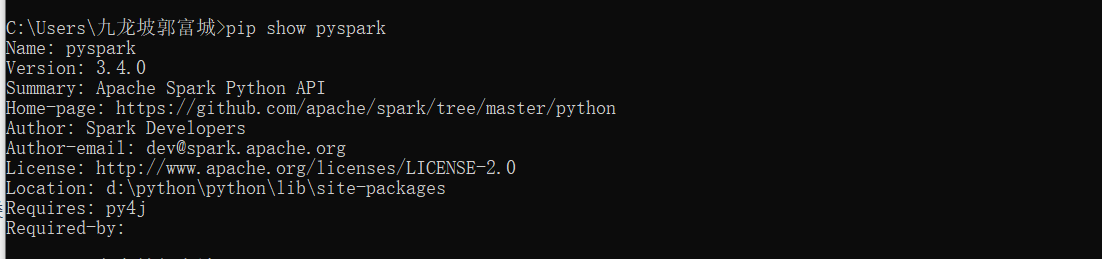 C:\Users\九龙坡郭富城>pip show pyspark
Name: pyspark
Version: 3.4.0
Summary: Apache Spark Python API
Home-page: https://github.com/apache/spark/tree/master/python
Author: Spark Developers
Author-email: dev@spark.apache.org
License: http://www.apache.org/licenses/LICENSE-2.0
Location: d:\python\python\lib\site-packages
Requires: py4j
Required-by: